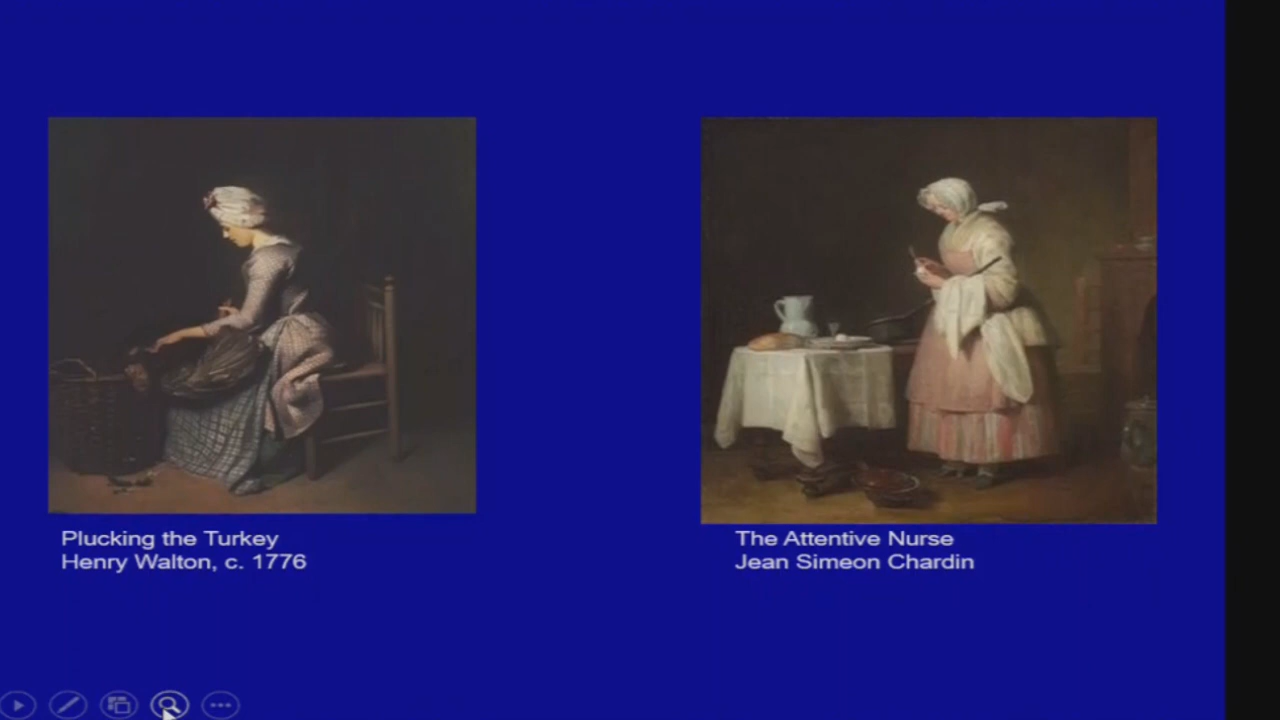 Plucking the Turkey
Henry Walton, c. 1776
The Attentive Nurse
Jean Simeon Chardin